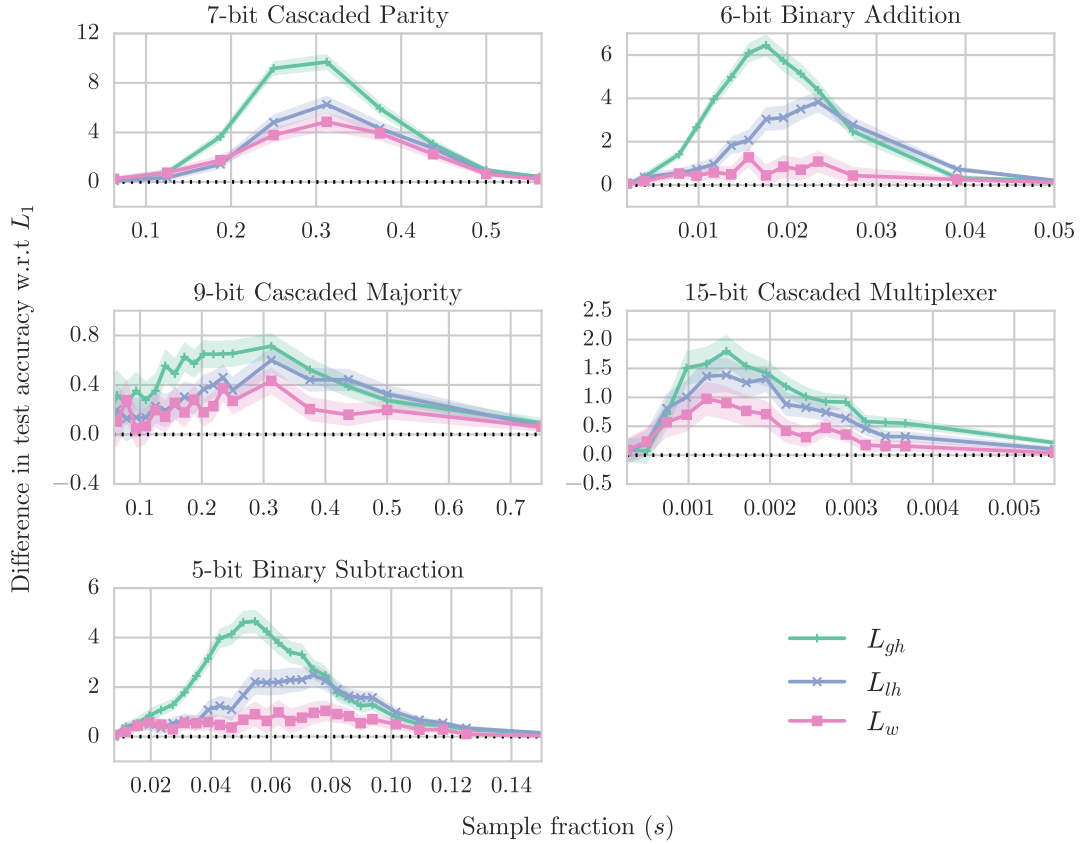 Difference in test accuracy w.r.t L₁
7-bit Cascaded Parity
12
8
4
0
0.1 0.2 0.3 0.4 0.5
6-bit Binary Addition
6
4
2
0
0.01 0.02 0.03 0.04 0.05
9-bit Cascaded Majority
0.8
0.4
0.0
−0.4
0.1 0.2 0.3 0.4 0.5 0.6 0.7
15-bit Cascaded Multiplexer
2.5
2.0
1.5
1.0
0.5
0.0
−0.5
0.001 0.002 0.003 0.004 0.005
5-bit Binary Subtraction
6
4
2
0
0.02 0.04 0.06 0.08 0.10 0.12 0.14
L_gh
L_lh
L_w
Sample fraction (s)